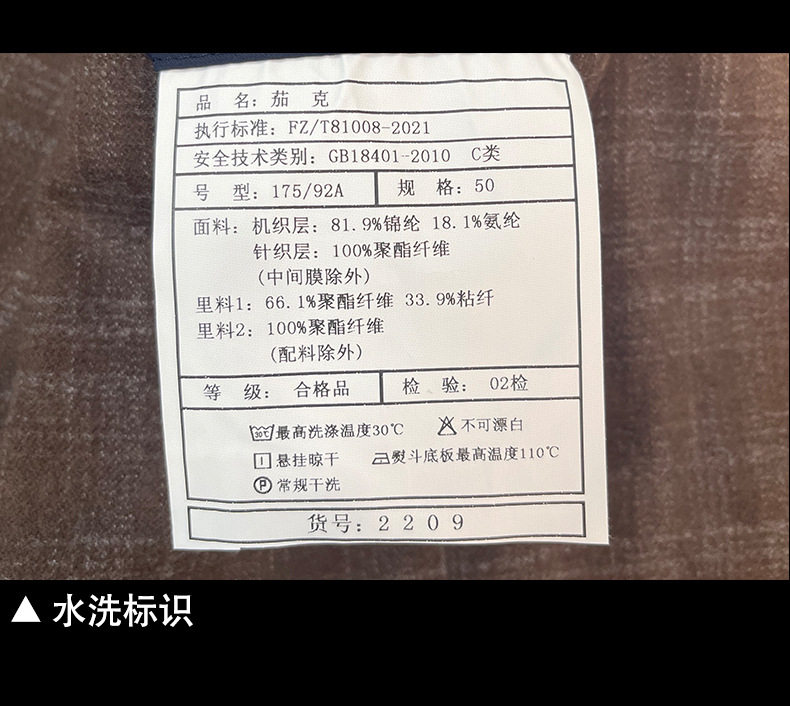 品 名: 茄 克
执行标准: FZ/T81008-2021
安全技术类别: GB18401-2010 C类
号 型: 175/92A 规 格: 50
面料: 机织层: 81.9%锦纶 18.1%氨纶
针织层: 100%聚酯纤维
(中间膜除外)
里料1: 66.1%聚酯纤维 33.9%粘纤
里料2: 100%聚酯纤维
(配料除外)
等 级: 合格品 检 验: 02检
30℃ 最高洗涤温度30℃ 不可漂白
悬挂晾干 熨斗底板最高温度110℃
P 常规干洗
货号: 2209
▲ 水洗标识